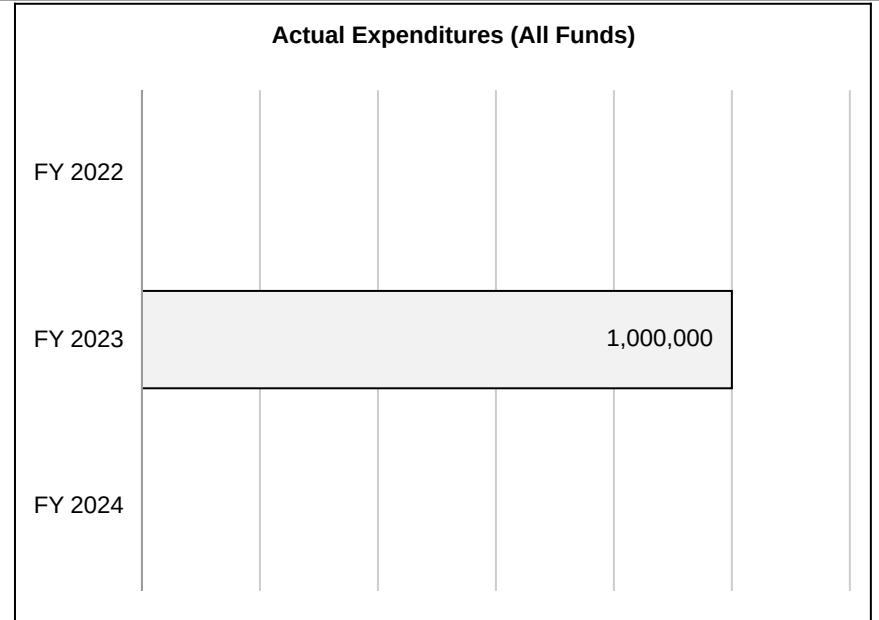 Actual Expenditures (All Funds)
FY 2022
FY 2023
1,000,000
FY 2024